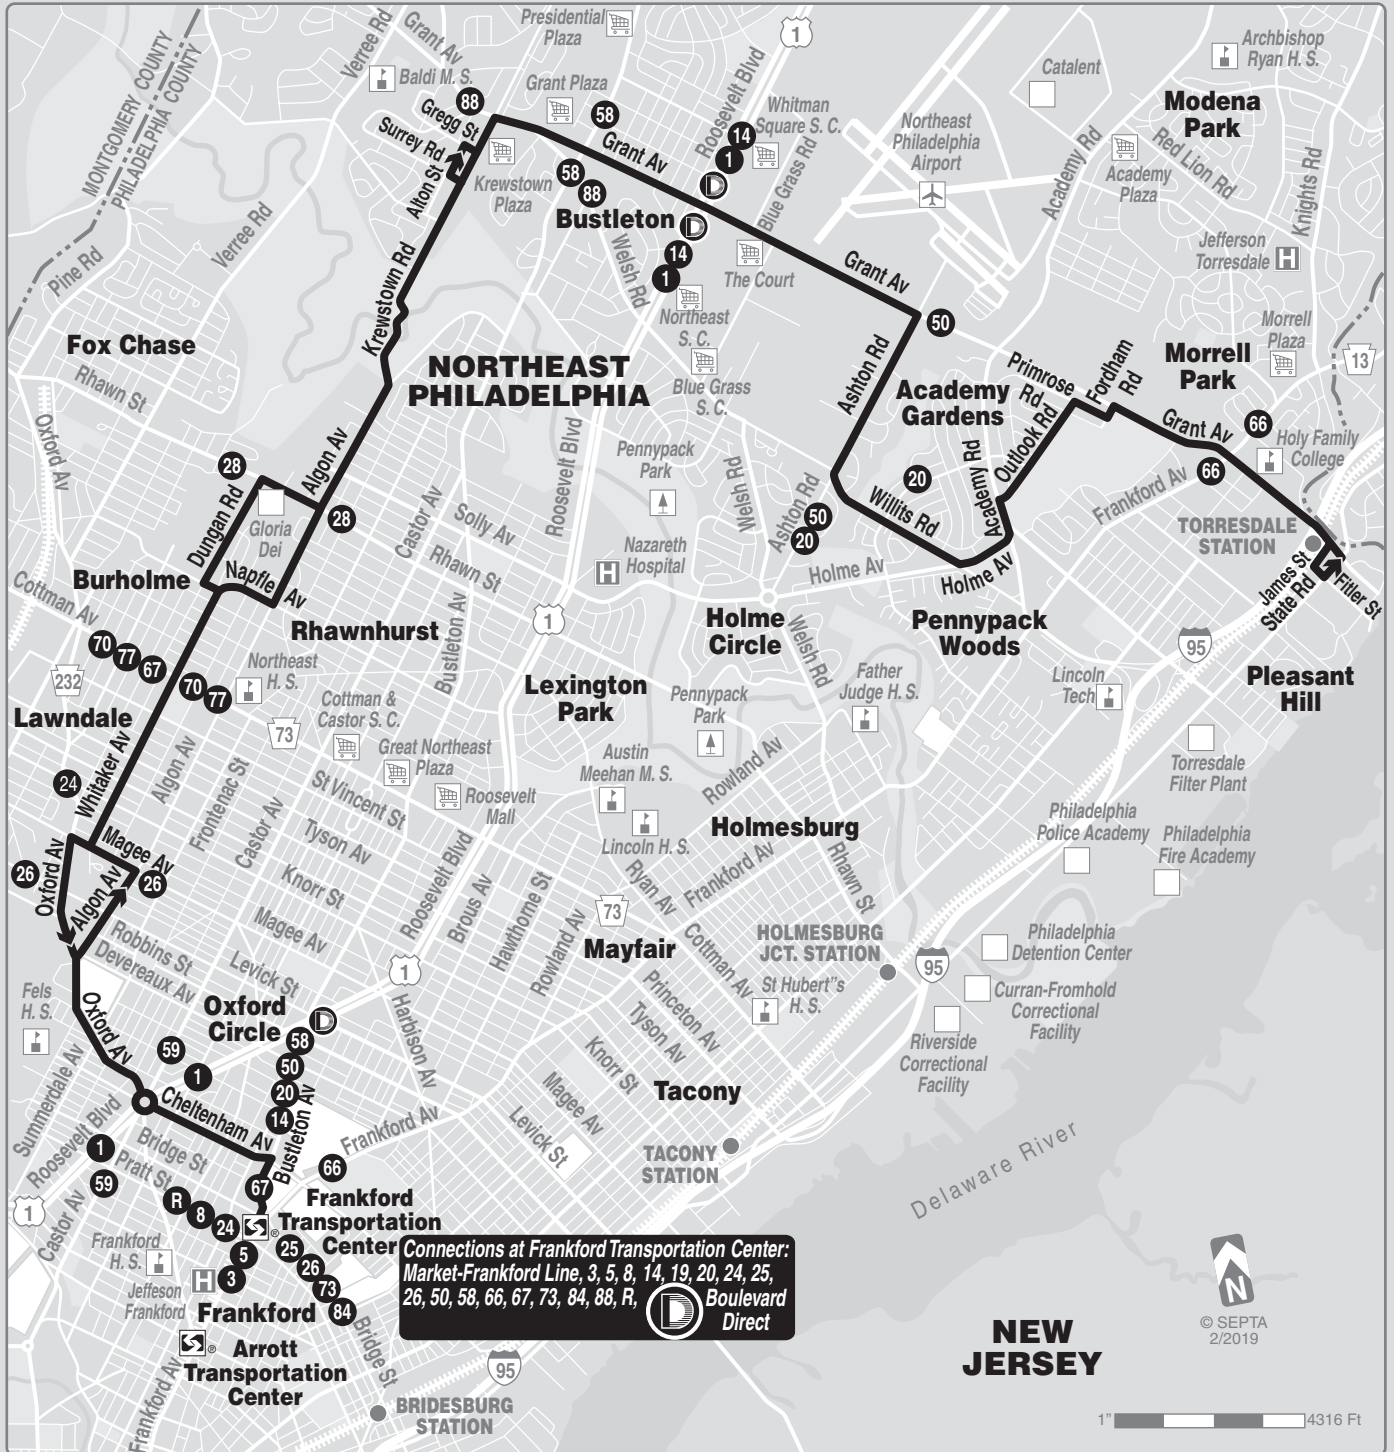 Presidential
Plaza
1
Verree Rd
Grant Av
Baldi M. S.
Archbishop
Ryan H. S.
MONTGOMERY COUNTY
PHILADELPHIA COUNTY
88
Gregg St
Grant Plaza
58
Grant Av
Roosevelt Blvd
14
1
D
Whitman
Square S. C.
Blue Grass Rd
Catalent
Modena
Park
Northeast
Philadelphia
Airport
Academy Rd
Academy
Plaza
Red Lion Rd
Knights Rd
Surrey Rd
Alton St
Krewstown
Plaza
58
88
Bustleton
D
14
1
Welsh Rd
The Court
Grant Av
Jefferson
Torresdale
H
Pine Rd
Verree Rd
Krewstown Rd
Northeast
S. C.
50
Morrell
Plaza
13
Fox Chase
Rhawn St
NORTHEAST
PHILADELPHIA
Blue Grass
S. C.
Ashton Rd
Academy
Gardens
Primrose
Rd
Fordham
Rd
Morrell
Park
Outlook Rd
Grant Av
66
Holy Family
College
66
Oxford Av
Algon Av
Roosevelt Blvd
Pennypack
Park
Welsh Rd
Ashton Rd
50
20
20
Willits Rd
Academy Rd
Frankford Av
TORRESDALE
STATION
28
Dungan Rd
Gloria
Dei
28
Castor Av
Solly Av
Rhawn St
Nazareth
Hospital
H
Holme Av
Holme Av
James St
State Rd
Fitler St
Burholme
Napfle Av
Cottman Av
Rhawnhurst
Bustleton Av
1
Holme
Circle
Welsh Rd
Pennypack
Woods
95
70
77
67
70
77
232
Northeast
H. S.
Lexington
Park
Pennypack
Park
Father
Judge H. S.
Lincoln
Tech
Pleasant
Hill
Lawndale
73
Cottman &
Castor S. C.
Great Northeast
Plaza
Austin
Meehan M. S.
Rowland Av
Torresdale
Filter Plant
24
Whitaker Av
Algon Av
Frontenac St
Castor Av
St Vincent St
Roosevelt
Mall
Lincoln H. S.
Holmesburg
Philadelphia
Police Academy
Philadelphia
Fire Academy
Magee Av
26
26
Oxford Av
Algon Av
Tyson Av
Knorr St
Roosevelt Blvd
Brous Av
Hawthorne St
Rowland Av
Ryan Av
Frankford Av
Rhawn St
73
Mayfair
Cottman Av
HOLMESBURG
JCT. STATION
95
Philadelphia
Detention Center
Robbins St
Devereaux Av
Magee Av
Levick St
1
Princeton Av
Tyson Av
St Hubert"s
H. S.
Curran-Fromhold
Correctional
Facility
Riverside
Correctional
Facility
Fels
H. S.
Oxford Av
Oxford
Circle
D
58
50
20
14
Harbison Av
Knorr St
Magee Av
Levick St
Tacony
59
1
Cheltenham Av
Bustleton Av
Summerdale Av
Roosevelt Blvd
Frankford Av
TACONY
STATION
Delaware River
1
59
Bridge St
Pratt St
66
67
R
8
24
5
3
1
Castor Av
Frankford
Transportation
Center
®
25
26
73
84
Frankford
H. S.
Jeffeson
Frankford
H
Frankford
Connections at Frankford Transportation Center:
Market-Frankford Line, 3, 5, 8, 14, 19, 20, 24, 25,
26, 50, 58, 66, 67, 73, 84, 88, R, D Boulevard
Direct
®
Arrott
Transportation
Center
Frankford Av
Bridge St
95
BRIDESBURG
STATION
NEW
JERSEY
N
© SEPTA
2/2019
1" 4316 Ft